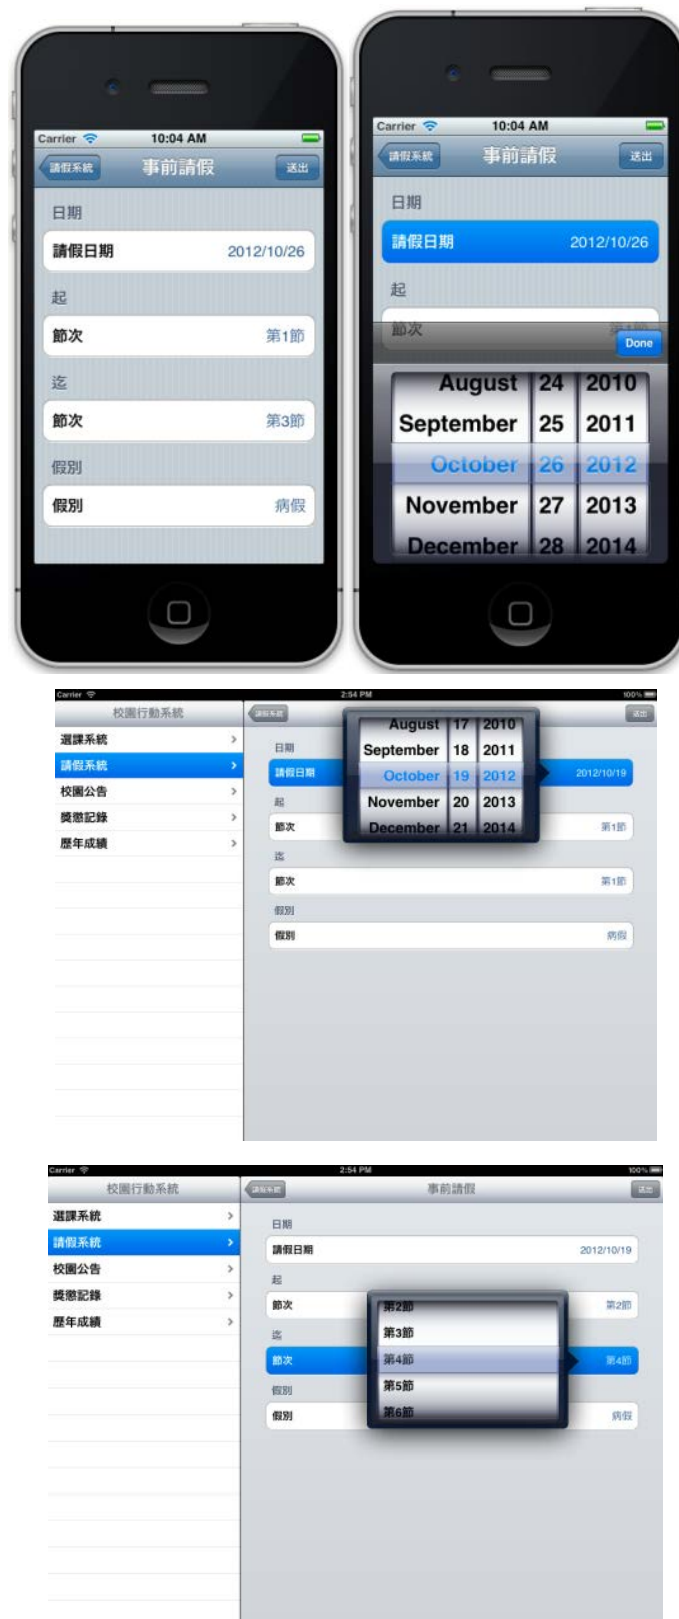 Carrier 10:04 AM
請假系統 事前請假 送出
日期
請假日期 2012/10/26
起
節次 第1節
迄
節次 第3節
假別
假別 病假
Carrier 10:04 AM
請假系統 事前請假 送出
日期
請假日期 2012/10/26
起
節次 第1節
Done
August 24 2010
September 25 2011
October 26 2012
November 27 2013
December 28 2014
Carrier 2:54 PM 100%
校園行動系統 請假系統 送出
選課系統
請假系統
校園公告
獎懲記錄
歷年成績
日期
請假日期 2012/10/19
起
節次 第1節
迄
節次 第1節
假別
假別 病假
August 17 2010
September 18 2011
October 19 2012
November 20 2013
December 21 2014
Carrier 2:54 PM 100%
校園行動系統 請假系統 事前請假 送出
選課系統
請假系統
校園公告
獎懲記錄
歷年成績
日期
請假日期 2012/10/19
起
節次 第2節
迄
節次 第4節
假別
假別 病假
第2節
第3節
第4節
第5節
第6節